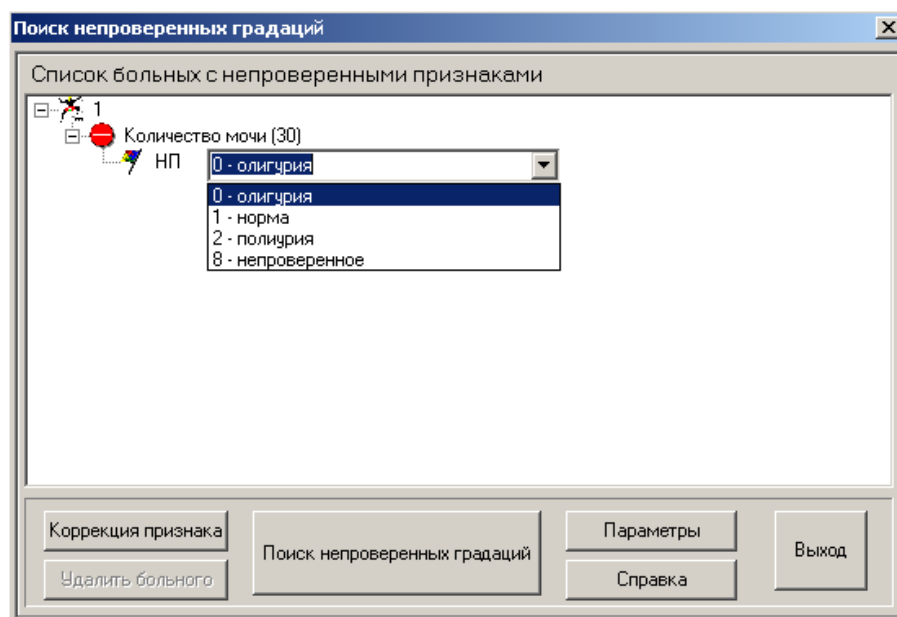 Поиск непроверенных градаций
Список больных с непроверенными признаками
1
Количество мочи (30)
НП 0 - олигурия
0 - олигурия
1 - норма
2 - полиурия
8 - непроверенное
Коррекция признака
Удалить больного
Поиск непроверенных градаций
Параметры
Справка
Выход